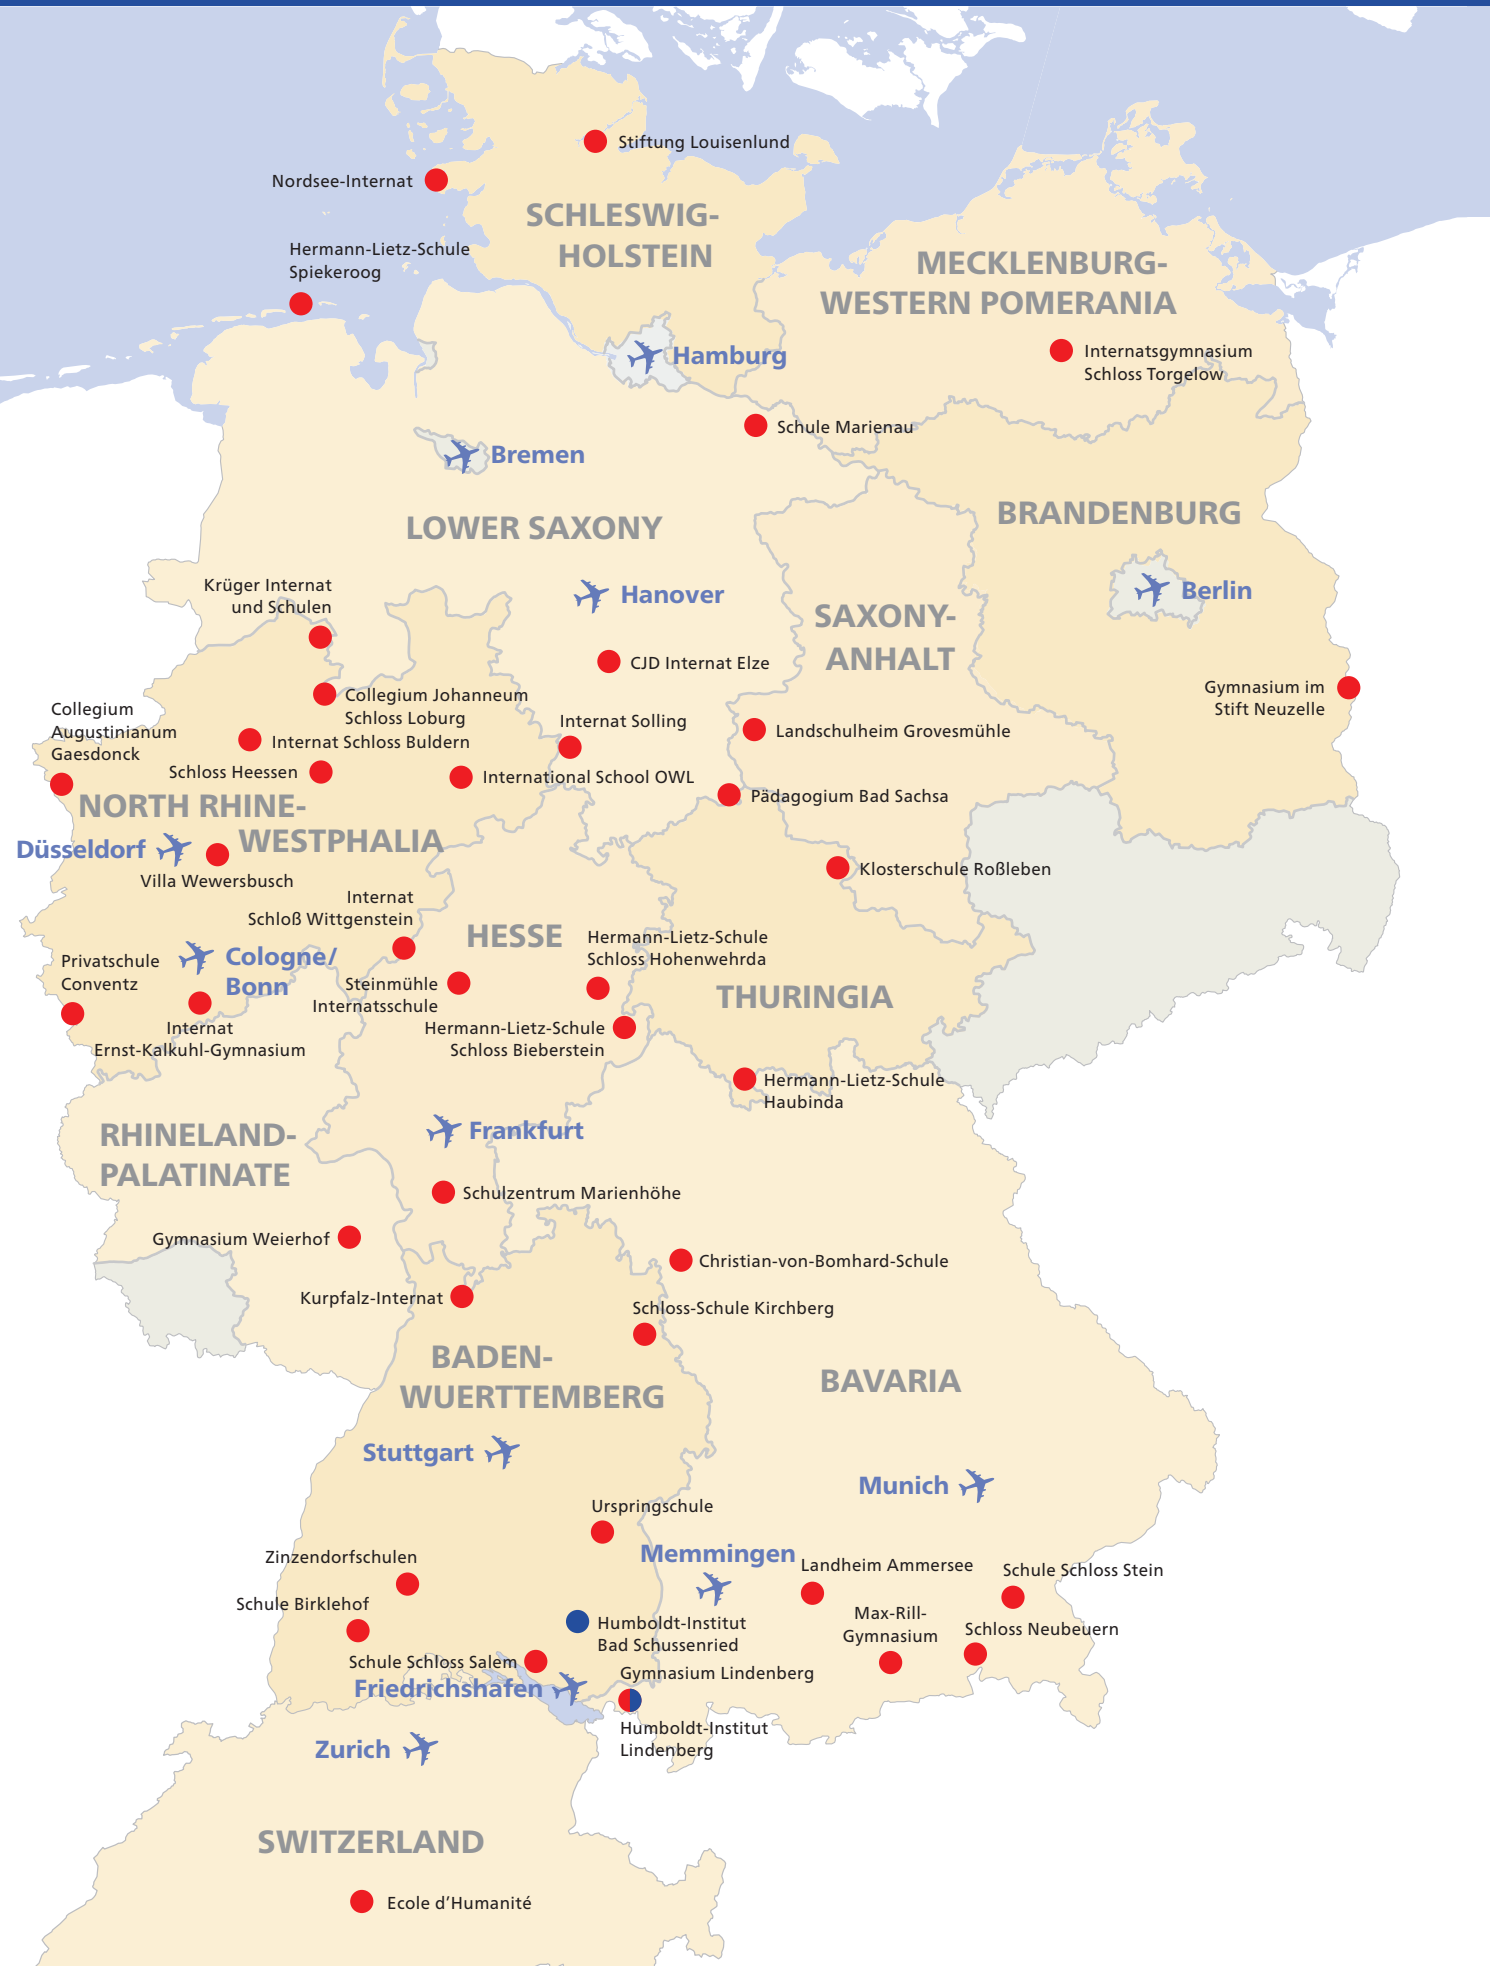 Stiftung Louisenlund
Nordsee-Internat
SCHLESWIG-
HOLSTEIN
Hermann-Lietz-Schule
Spiekeroog
MECKLENBURG-
WESTERN POMERANIA
Internatsgymnasium
Schloss Torgelow
Hamburg
Schule Marienau
Bremen
LOWER SAXONY
BRANDENBURG
Krüger Internat
und Schulen
Hanover
Berlin
SAXONY-
ANHALT
CJD Internat Elze
Gymnasium im
Stift Neuzelle
Collegium Johanneum
Schloss Loburg
Collegium
Augustinianum
Gaesdonck
Internat Solling
Landschulheim Grovesmühle
Internat Schloss Buldern
Schloss Heessen
International School OWL
Pädagogium Bad Sachsa
NORTH RHINE-
WESTPHALIA
Düsseldorf
Villa Wewersbusch
Klosterschule Roßleben
Internat
Schloß Wittgenstein
HESSE
Hermann-Lietz-Schule
Schloss Hohenwehrda
Cologne/
Bonn
Privatschule
Conventz
Steinmühle
Internatsschule
THURINGIA
Internat
Ernst-Kalkuhl-Gymnasium
Hermann-Lietz-Schule
Schloss Bieberstein
Hermann-Lietz-Schule
Haubinda
RHINELAND-
PALATINATE
Frankfurt
Schulzentrum Marienhöhe
Gymnasium Weierhof
Christian-von-Bomhard-Schule
Kurpfalz-Internat
Schloss-Schule Kirchberg
BADEN-
WUERTTEMBERG
BAVARIA
Stuttgart
Munich
Urspringschule
Memmingen
Zinzendorfschulen
Landheim Ammersee
Schule Schloss Stein
Schule Birklehof
Max-Rill-
Gymnasium
Humboldt-Institut
Bad Schussenried
Schloss Neubeuern
Schule Schloss Salem
Gymnasium Lindenberg
Friedrichshafen
Humboldt-Institut
Lindenberg
Zurich
SWITZERLAND
Ecole d’Humanité